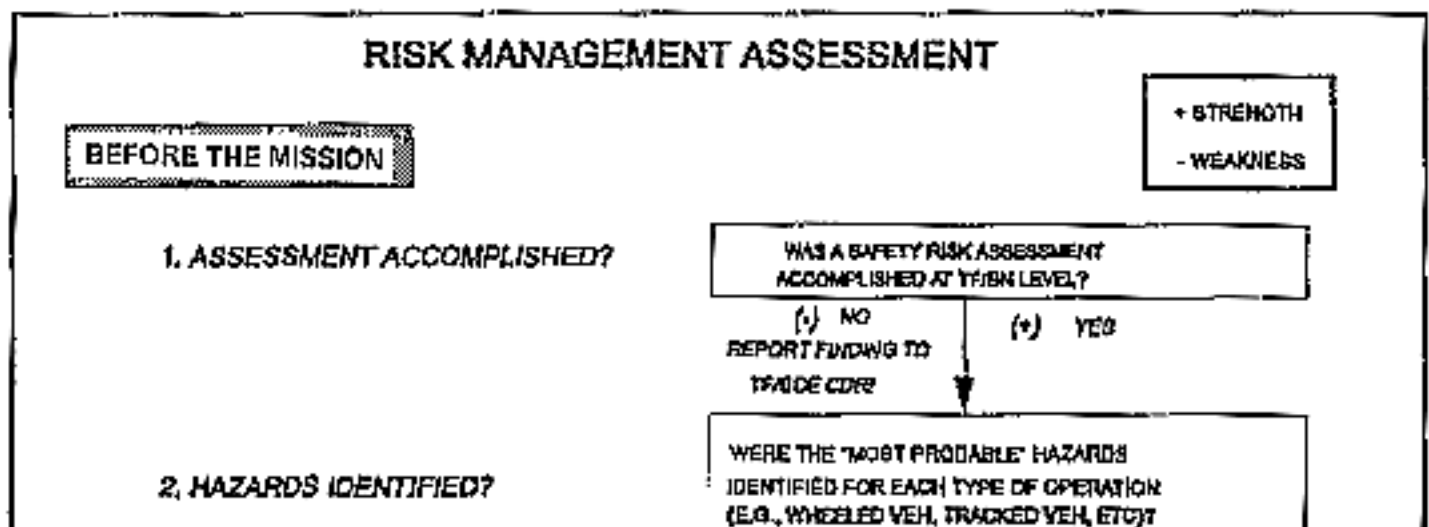 RISK MANAGEMENT ASSESSMENT
+ STRENGTH
- WEAKNESS
BEFORE THE MISSION
1. ASSESSMENT ACCOMPLISHED?
WAS A SAFETY RISK ASSESSMENT
ACCOMPLISHED AT TF/BN LEVEL?
(-) NO
(+) YES
REPORT FINDING TO
CDR!
2. HAZARDS IDENTIFIED?
WERE THE "MOST PROBABLE" HAZARDS
IDENTIFIED FOR EACH TYPE OF OPERATION
(E.G., WHEELED VEH, TRACKED VEH, ETC)?